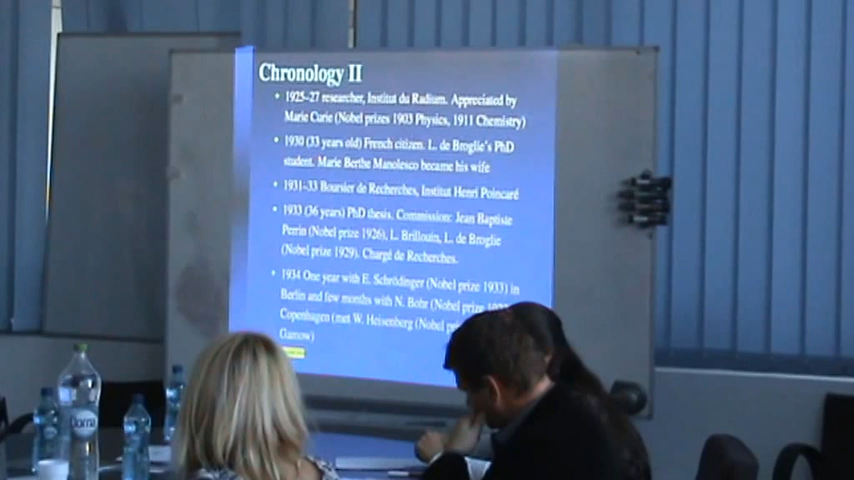 Chronology II
• 1925–27 researcher, Institut du Radium. Appreciated by
Marie Curie (Nobel prizes 1903 Physics, 1911 Chemistry)
• 1930 (33 years old) French citizen. L. de Broglie's PhD
student. Marie Berthe Manolesco became his wife
• 1931–33 Boursier de Recherches, Institut Henri Poincaré
• 1933 (36 years) PhD thesis. Commission: Jean Baptiste
Perrin (Nobel prize 1926), L. Brillouin, L. de Broglie
(Nobel prize 1929). Chargé de Recherches.
• 1934 One year with E. Schrödinger (Nobel prize 1933) in
Berlin and few months with N. Bohr (Nobel prize
Copenhagen (met W. Heisenberg (Nobel
Gamow)
Dorna